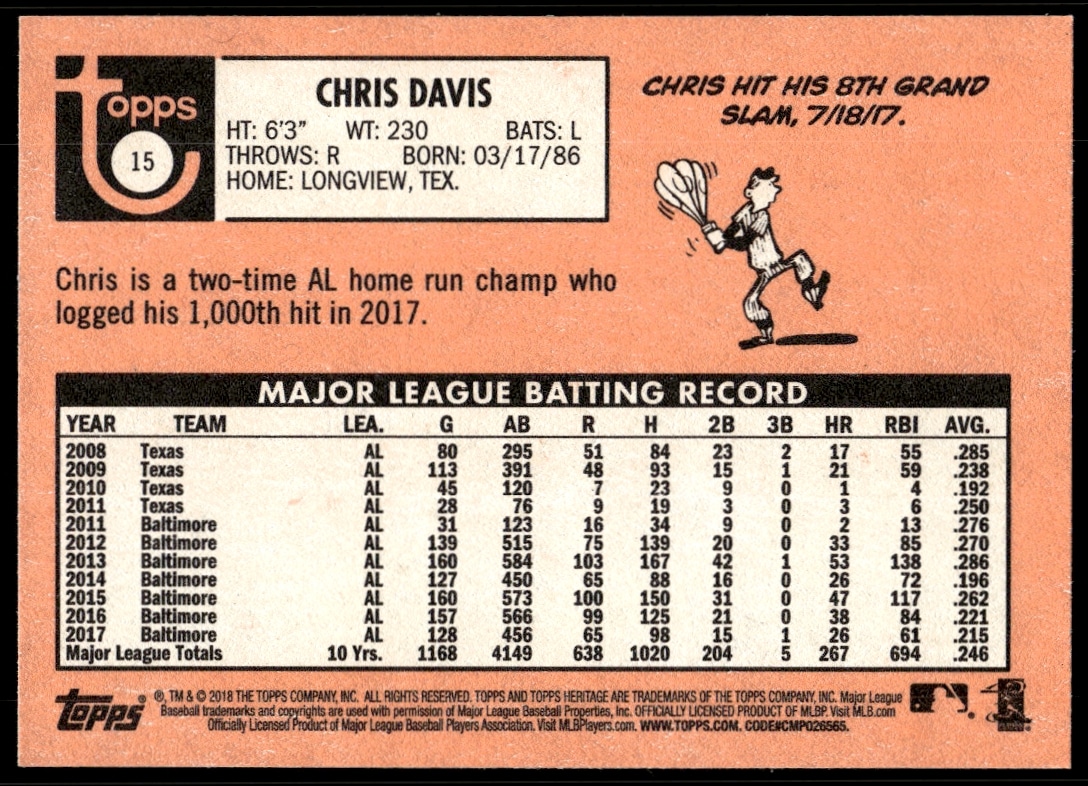 topps
15
CHRIS DAVIS
HT: 6'3" WT: 230 BATS: L
THROWS: R BORN: 03/17/86
HOME: LONGVIEW, TEX.
CHRIS HIT HIS 8TH GRAND
SLAM, 7/18/17.
Chris is a two-time AL home run champ who
logged his 1,000th hit in 2017.
MAJOR LEAGUE BATTING RECORD
YEAR TEAM LEA. G AB R H 2B 3B HR RBI AVG.
2008 Texas AL 80 295 51 84 23 2 17 55 .285
2009 Texas AL 113 391 48 93 15 1 21 59 .238
2010 Texas AL 45 120 7 23 9 0 1 4 .192
2011 Texas AL 28 76 9 19 3 0 3 6 .250
2011 Baltimore AL 31 123 16 34 9 0 2 13 .276
2012 Baltimore AL 139 515 75 139 20 0 33 85 .270
2013 Baltimore AL 160 584 103 167 42 1 53 138 .286
2014 Baltimore AL 127 450 65 88 16 0 26 72 .196
2015 Baltimore AL 160 573 100 150 31 0 47 117 .262
2016 Baltimore AL 157 566 99 125 21 0 38 84 .221
2017 Baltimore AL 128 456 65 98 15 1 26 61 .215
Major League Totals 10 Yrs. 1168 4149 638 1020 204 5 267 694 .246
topps ®, TM & © 2018 THE TOPPS COMPANY, INC. ALL RIGHTS RESERVED. TOPPS AND TOPPS HERITAGE ARE TRADEMARKS OF THE TOPPS COMPANY, INC. Major League
Baseball trademarks and copyrights are used with permission of Major League Baseball Properties, Inc. OFFICIALLY LICENSED PRODUCT OF MLBP. Visit MLB.com
Officially Licensed Product of Major League Baseball Players Association. Visit MLBPlayers.com. WWW.TOPPS.COM. CODE#CMP026565.